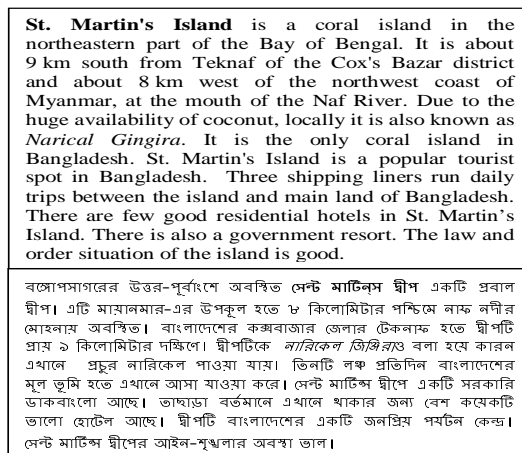 St. Martin's Island is a coral island in the
northeastern part of the Bay of Bengal. It is about
9 km south from Teknaf of the Cox's Bazar district
and about 8 km west of the northwest coast of
Myanmar, at the mouth of the Naf River. Due to the
huge availability of coconut, locally it is also known as
Narical Gingira. It is the only coral island in
Bangladesh. St. Martin's Island is a popular tourist
spot in Bangladesh. Three shipping liners run daily
trips between the island and main land of Bangladesh.
There are few good residential hotels in St. Martin’s
Island. There is also a government resort. The law and
order situation of the island is good.
বঙ্গোপসাগরের উত্তর-পূর্বাংশে অবস্থিত সেন্ট মার্টিন্স দ্বীপ একটি প্রবাল
দ্বীপ। এটি মায়ানমার-এর উপকূল হতে ৮ কিলোমিটার পশ্চিমে নাফ নদীর
মোহনায় অবস্থিত। বাংলাদেশের কক্সবাজার জেলার টেকনাফ হতে দ্বীপটি
প্রায় ৯ কিলোমিটার দক্ষিণে। দ্বীপটিকে নারিকেল জিঞ্জিরাও বলা হয়ে কারন
এখানে প্রচুর নারিকেল পাওয়া যায়। তিনটি লঞ্চ প্রতিদিন বাংলাদেশের
মূল ভূমি হতে এখানে আসা যাওয়া করে। সেন্ট মার্টিন্স দ্বীপে একটি সরকারি
ডাকবাংলো আছে। তাছাড়া বর্তমানে এখানে থাকার জন্য বেশ কয়েকটি
ভালো হোটেল আছে। দ্বীপটি বাংলাদেশের একটি জনপ্রিয় পর্যটন কেন্দ্র।
সেন্ট মার্টিন্স দ্বীপের আইন-শৃঙ্খলার অবস্থা ভাল।